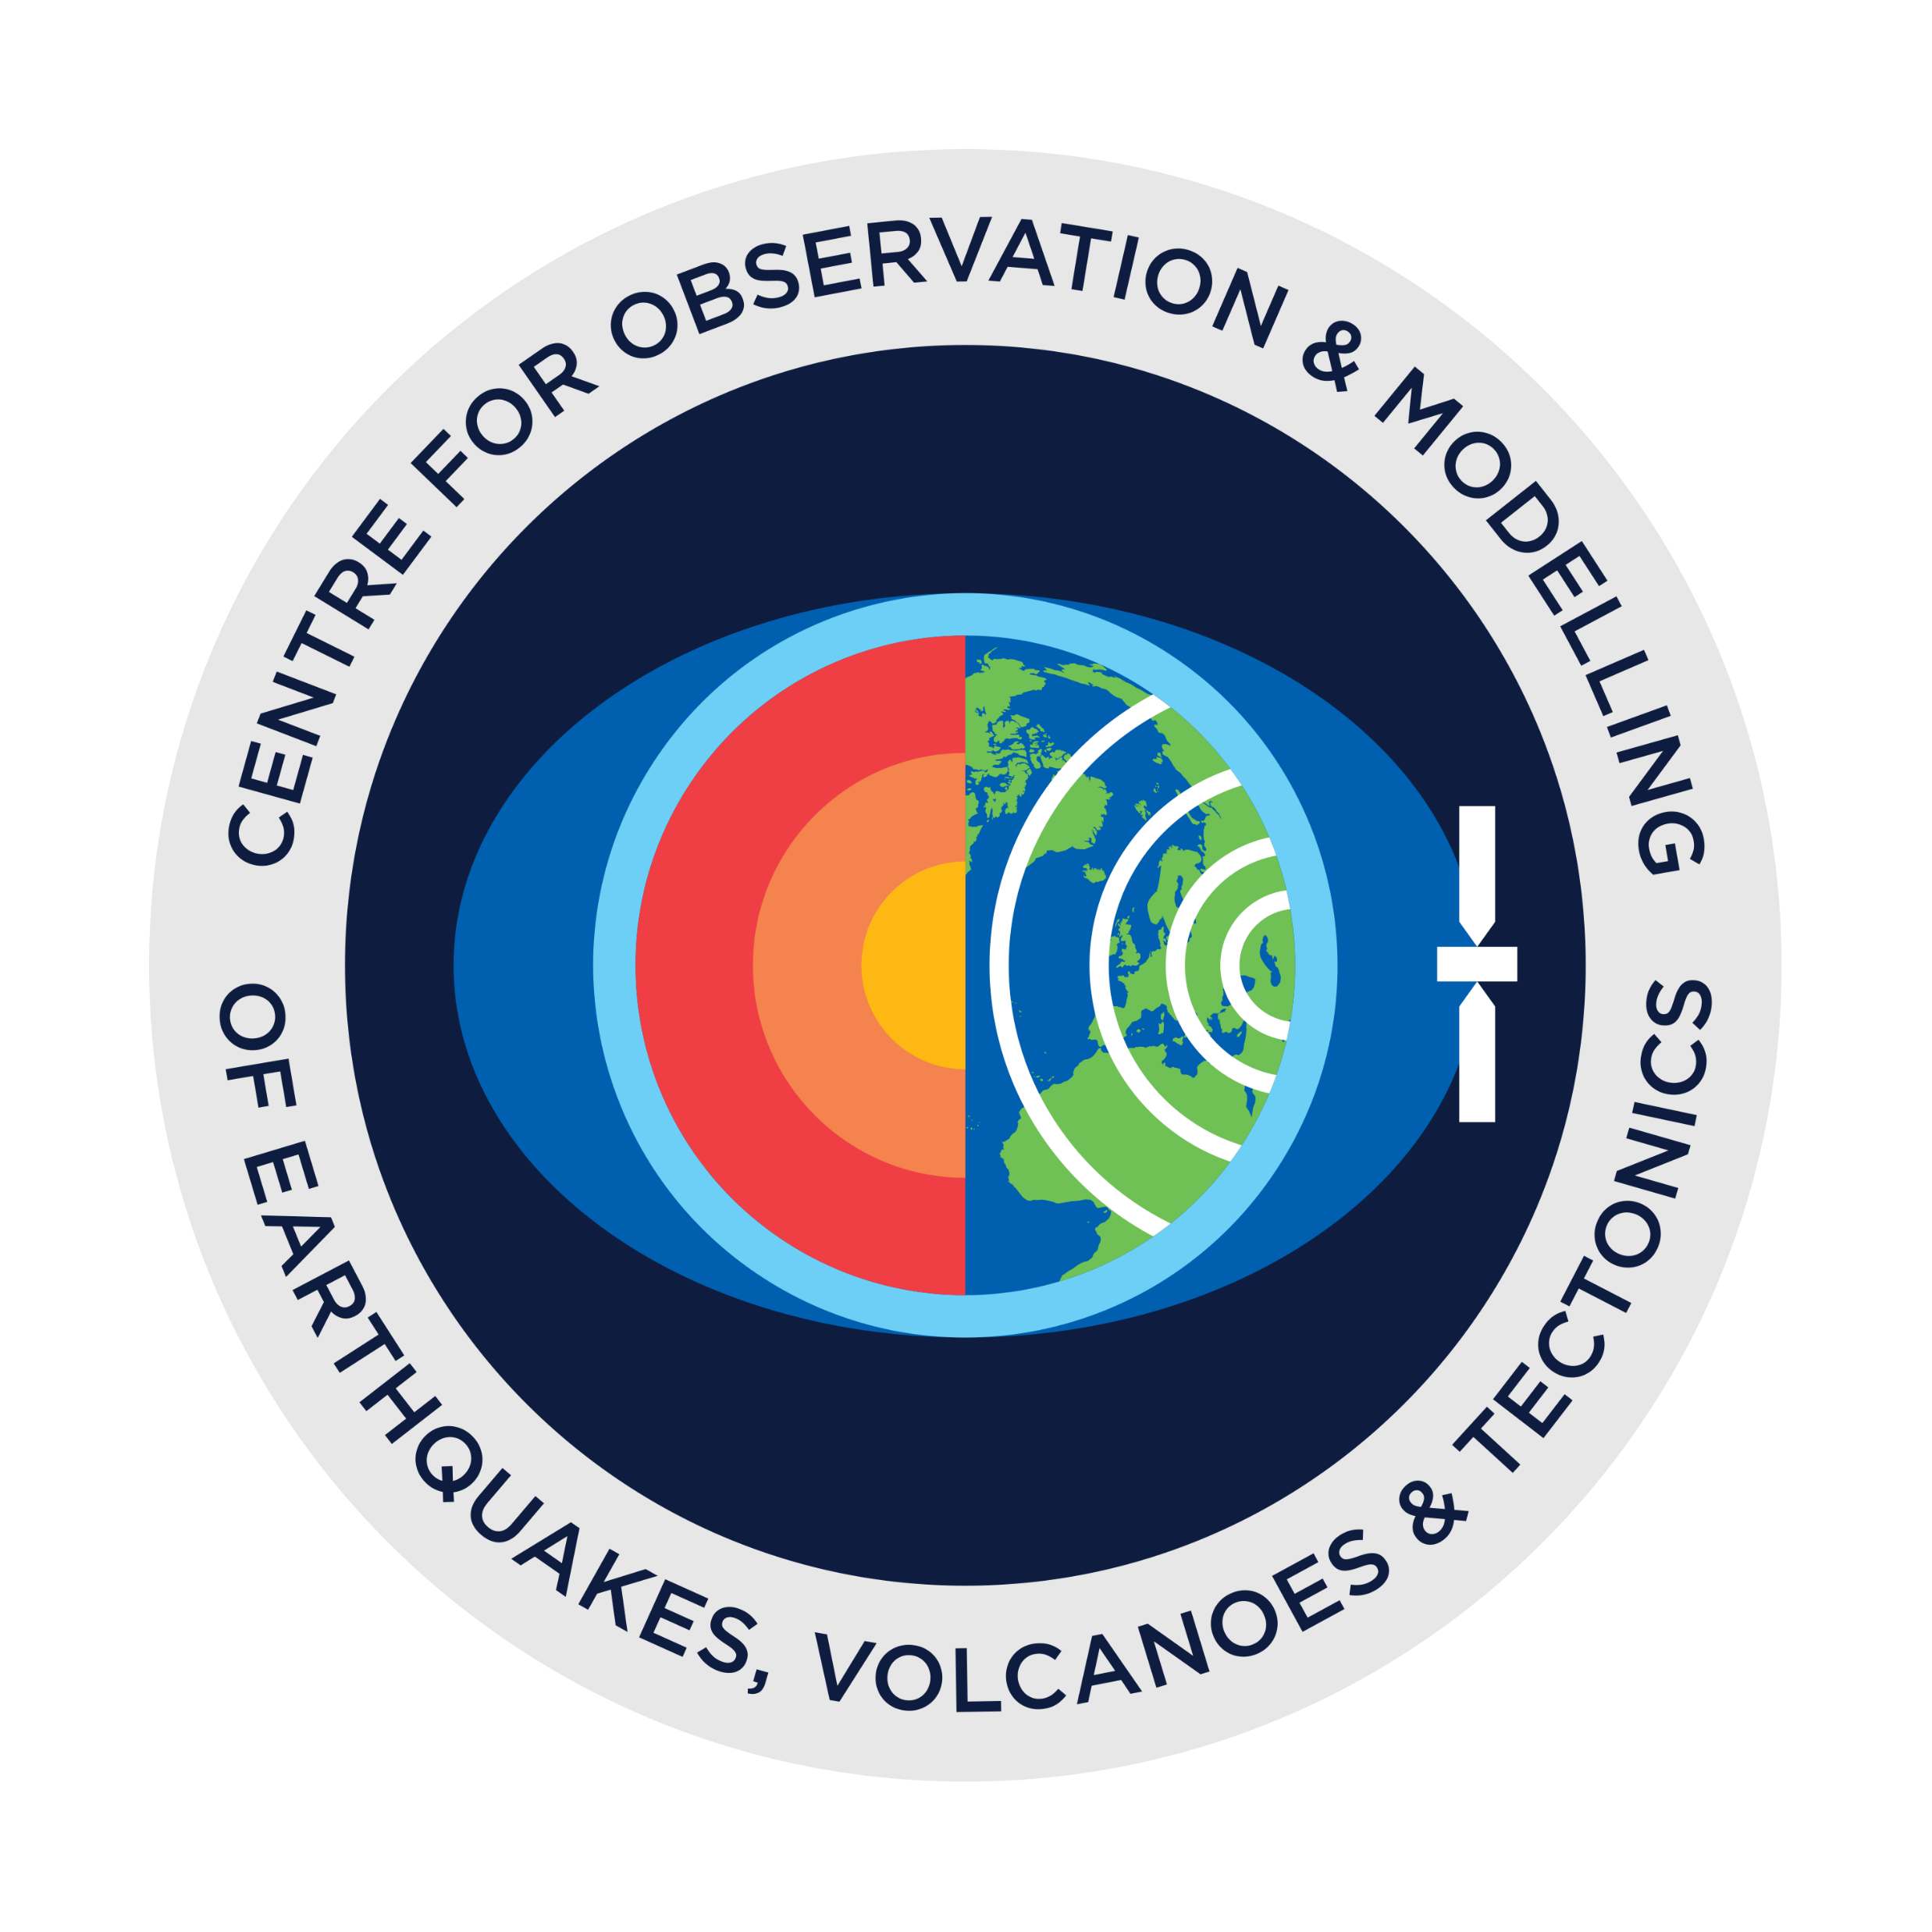 CENTRE FOR OBSERVATION & MODELLING
OF EARTHQUAKES, VOLCANOES & TECTONICS